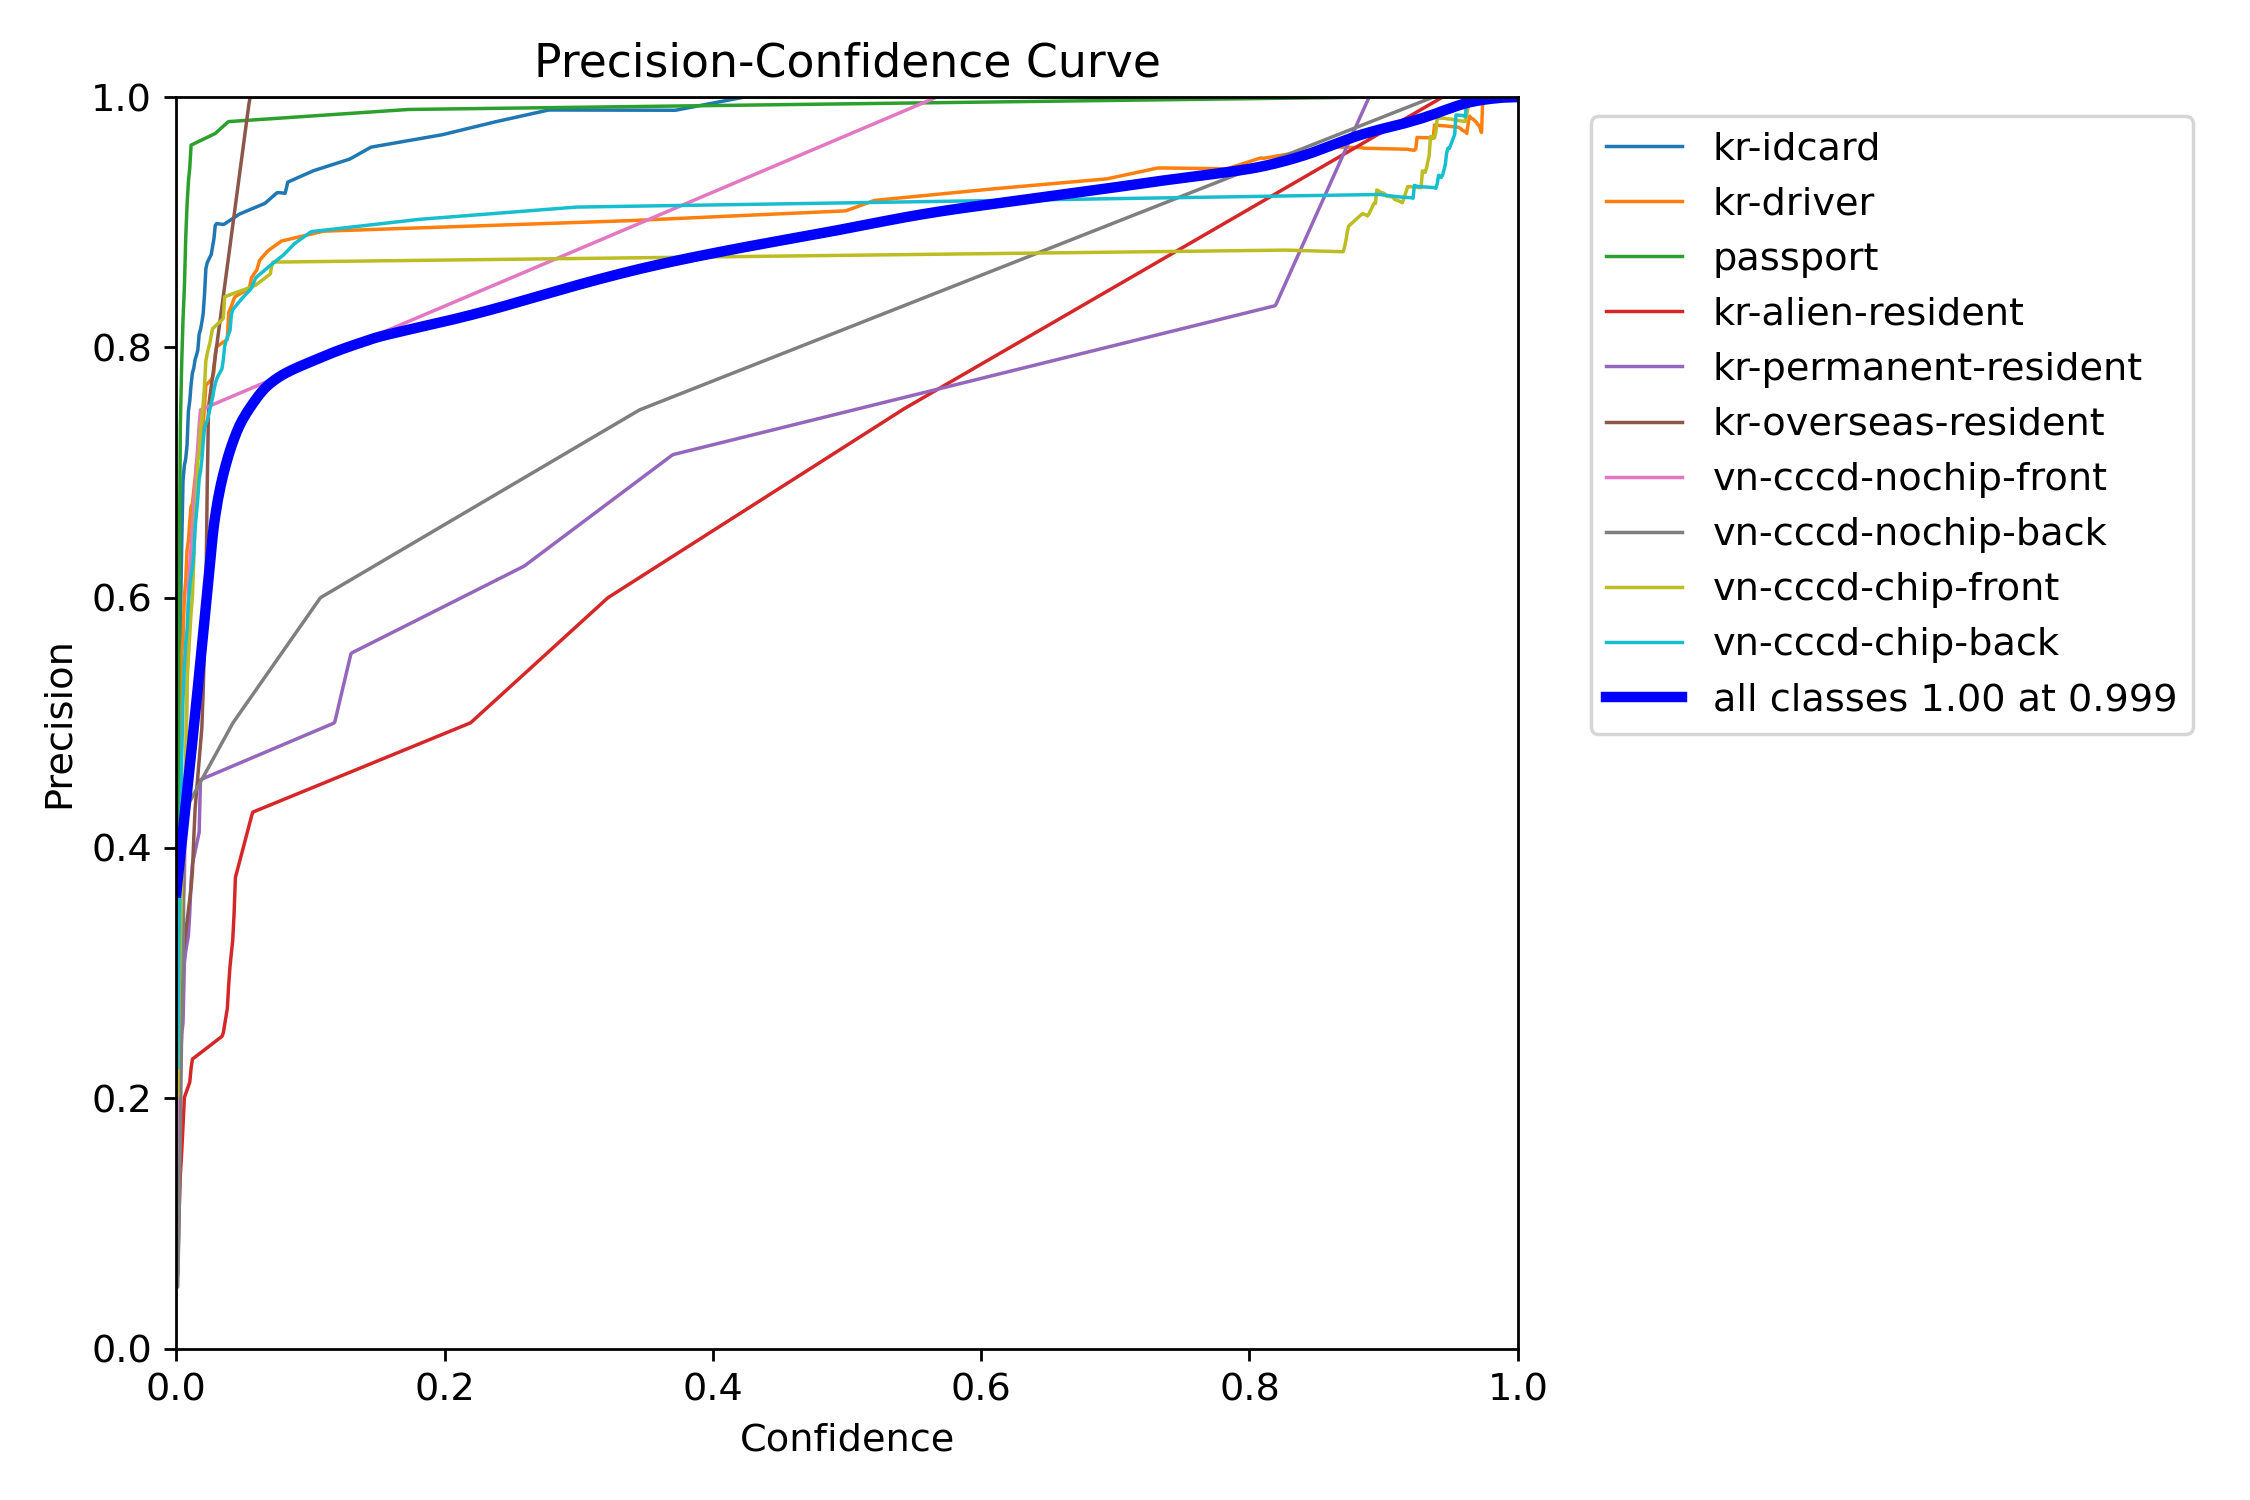 Precision-Confidence Curve
1.0
0.8
0.6
0.4
0.2
0.0
Precision
0.0 0.2 0.4 0.6 0.8 1.0
Confidence
kr-idcard
kr-driver
passport
kr-alien-resident
kr-permanent-resident
kr-overseas-resident
vn-cccd-nochip-front
vn-cccd-nochip-back
vn-cccd-chip-front
vn-cccd-chip-back
all classes 1.00 at 0.999